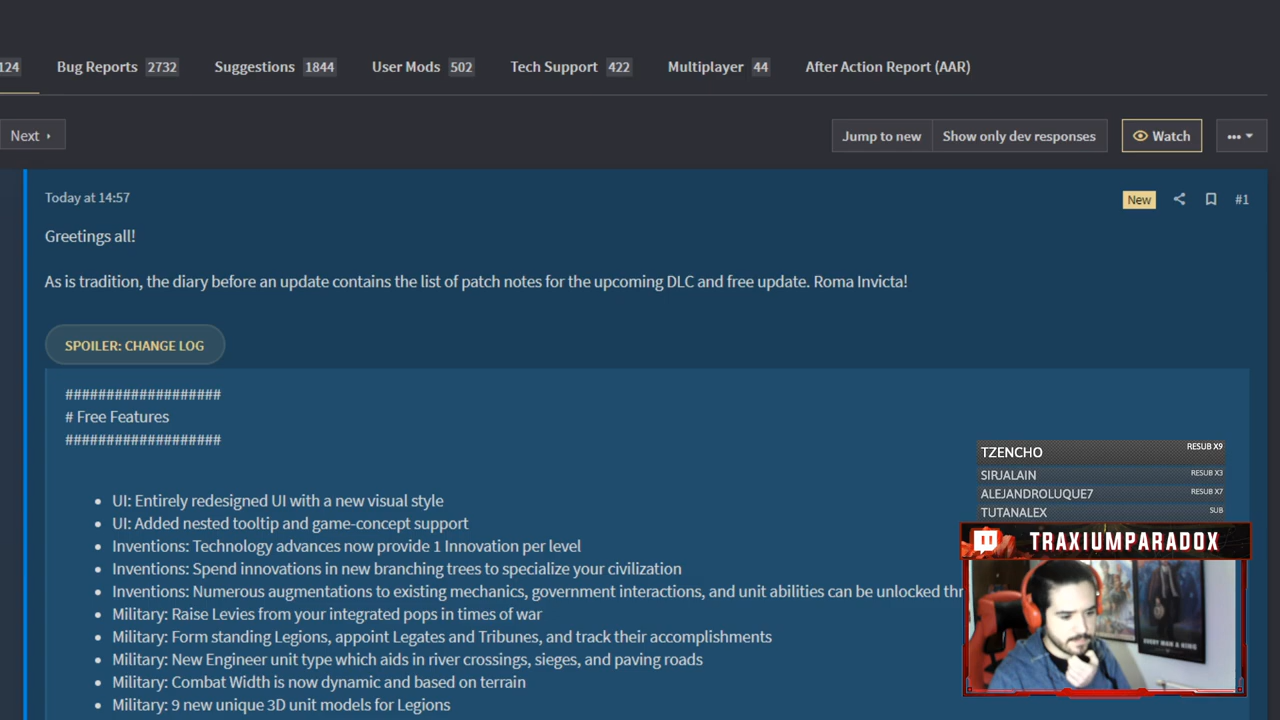 124 Bug Reports 2732 Suggestions 1844 User Mods 502 Tech Support 422 Multiplayer 44 After Action Report (AAR)
Next Jump to new Show only dev responses Watch
Today at 14:57 New #1
Greetings all!
As is tradition, the diary before an update contains the list of patch notes for the upcoming DLC and free update. Roma Invicta!
SPOILER: CHANGE LOG
###################
# Free Features
###################
• UI: Entirely redesigned UI with a new visual style
• UI: Added nested tooltip and game-concept support
• Inventions: Technology advances now provide 1 Innovation per level
• Inventions: Spend innovations in new branching trees to specialize your civilization
• Inventions: Numerous augmentations to existing mechanics, government interactions, and unit abilities can be unlocked thr
• Military: Raise Levies from your integrated pops in times of war
• Military: Form standing Legions, appoint Legates and Tribunes, and track their accomplishments
• Military: New Engineer unit type which aids in river crossings, sieges, and paving roads
• Military: Combat Width is now dynamic and based on terrain
• Military: 9 new unique 3D unit models for Legions
TZENCHO RESUB X9
SIRJALAIN RESUB X3
ALEJANDROLUQUE7 RESUB X7
TUTANALEX SUB
TRAXIUMPARADOX